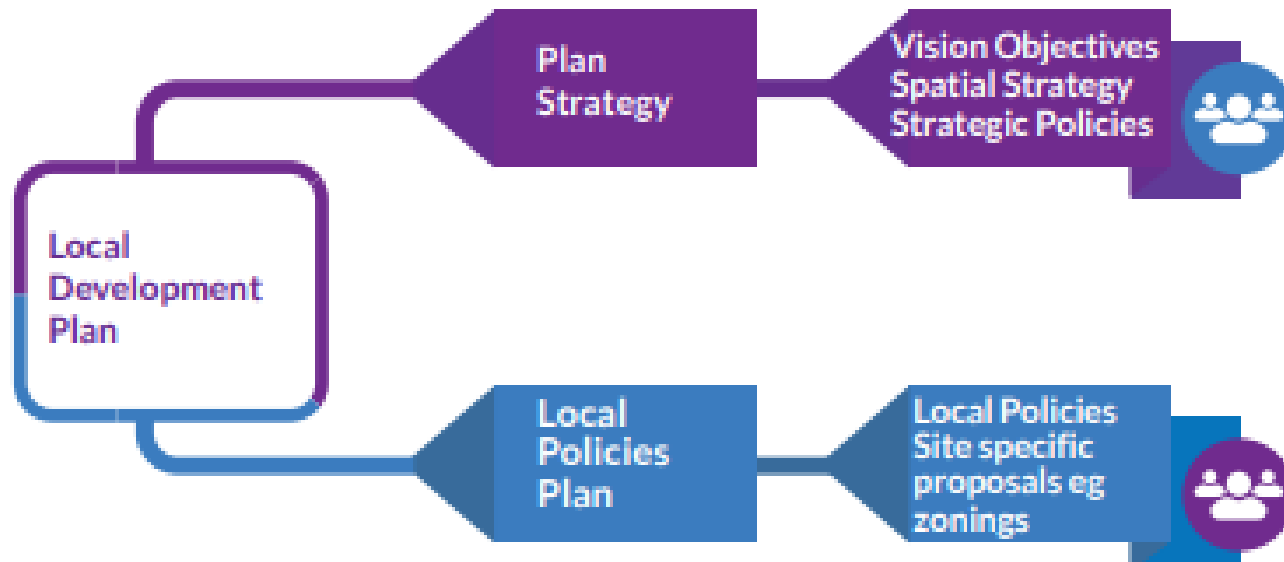 Local
Development
Plan
Plan
Strategy
Vision Objectives
Spatial Strategy
Strategic Policies
Local
Policies
Plan
Local Policies
Site specific
proposals eg
zonings